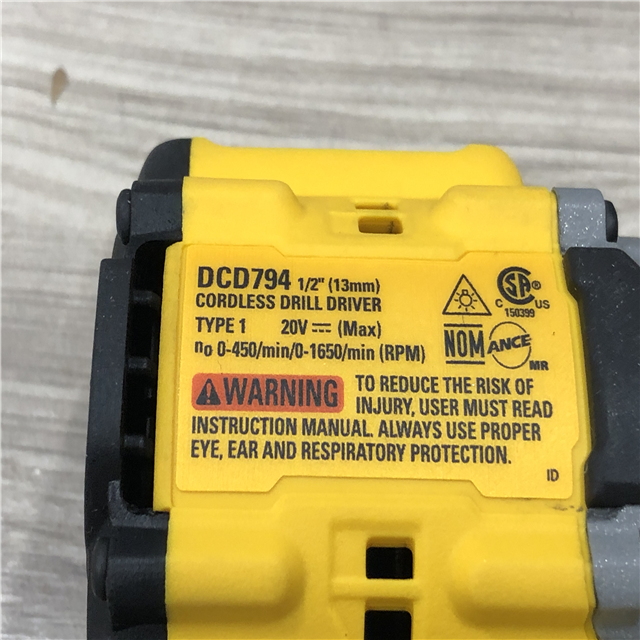 DCD794 1/2" (13mm)
CORDLESS DRILL DRIVER
TYPE 1 20V ⎓ (Max)
n₀ 0-450/min/0-1650/min (RPM)
SA ®
C US
150399
NOM ANCE
MR
⚠WARNING TO REDUCE THE RISK OF
INJURY, USER MUST READ
INSTRUCTION MANUAL. ALWAYS USE PROPER
EYE, EAR AND RESPIRATORY PROTECTION.
ID